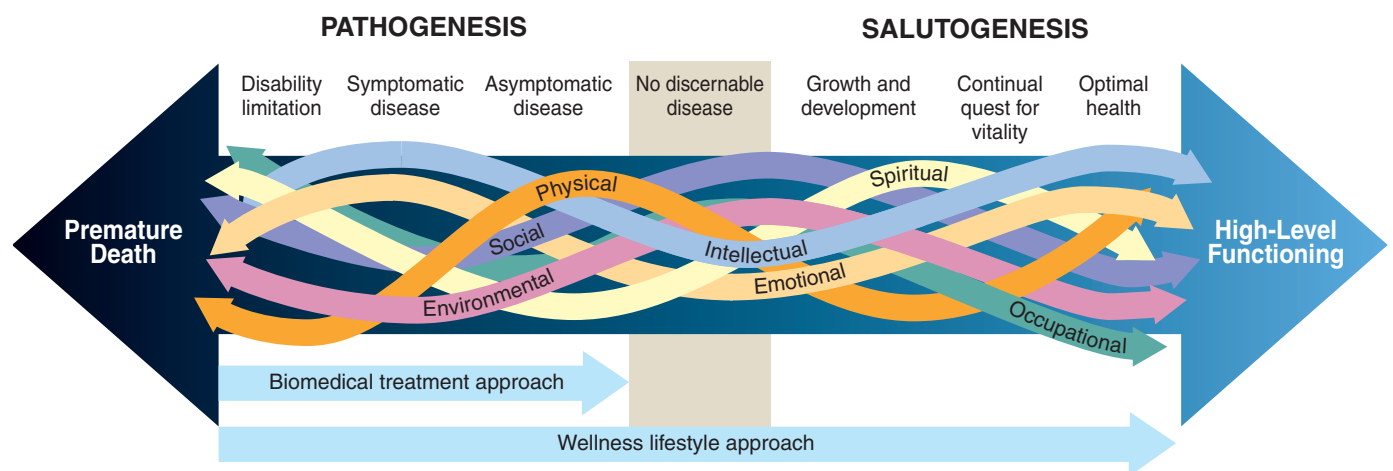 PATHOGENESIS
SALUTOGENESIS
Disability
limitation
Symptomatic
disease
Asymptomatic
disease
No discernable
disease
Growth and
development
Continual
quest for
vitality
Optimal
health
Premature
Death
Physical
Social
Environmental
Spiritual
Intellectual
Emotional
Occupational
High-Level
Functioning
Biomedical treatment approach
Wellness lifestyle approach